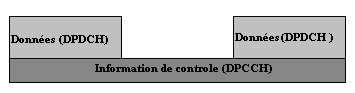 Données (DPDCH)
Données (DPDCH )
Information de controle (DPCCH)